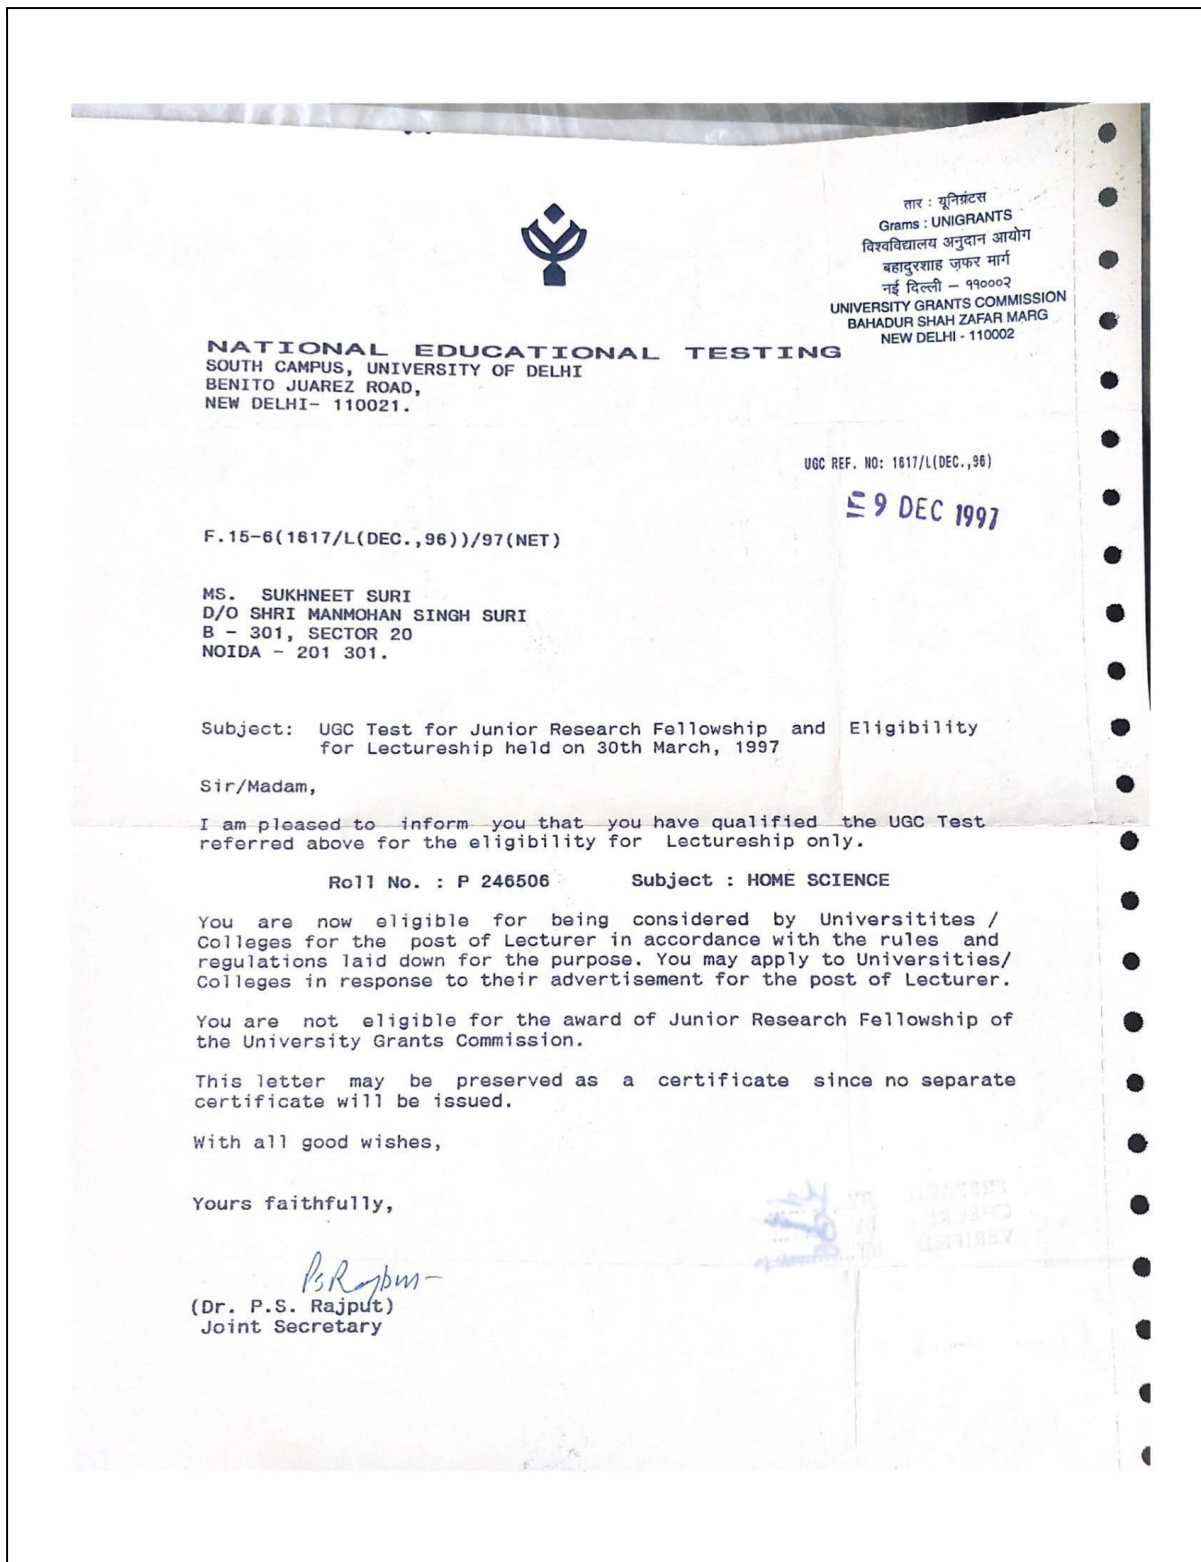 तार : यूनिग्रंटस
Grams : UNIGRANTS
विश्वविद्यालय अनुदान आयोग
बहादुरशाह ज़फर मार्ग
नई दिल्ली – ११०००२
UNIVERSITY GRANTS COMMISSION
BAHADUR SHAH ZAFAR MARG
NEW DELHI - 110002
NATIONAL EDUCATIONAL TESTING
SOUTH CAMPUS, UNIVERSITY OF DELHI
BENITO JUAREZ ROAD,
NEW DELHI- 110021.
UGC REF. NO: 1617/L(DEC.,96)
9 DEC 1997
F.15-6(1617/L(DEC.,96))/97(NET)
MS. SUKHNEET SURI
D/O SHRI MANMOHAN SINGH SURI
B - 301, SECTOR 20
NOIDA - 201 301.
Subject: UGC Test for Junior Research Fellowship and Eligibility
for Lectureship held on 30th March, 1997
Sir/Madam,
I am pleased to inform you that you have qualified the UGC Test
referred above for the eligibility for Lectureship only.
Roll No. : P 246506 Subject : HOME SCIENCE
You are now eligible for being considered by Universitites /
Colleges for the post of Lecturer in accordance with the rules and
regulations laid down for the purpose. You may apply to Universities/
Colleges in response to their advertisement for the post of Lecturer.
You are not eligible for the award of Junior Research Fellowship of
the University Grants Commission.
This letter may be preserved as a certificate since no separate
certificate will be issued.
With all good wishes,
Yours faithfully,
(Dr. P.S. Rajput)
Joint Secretary